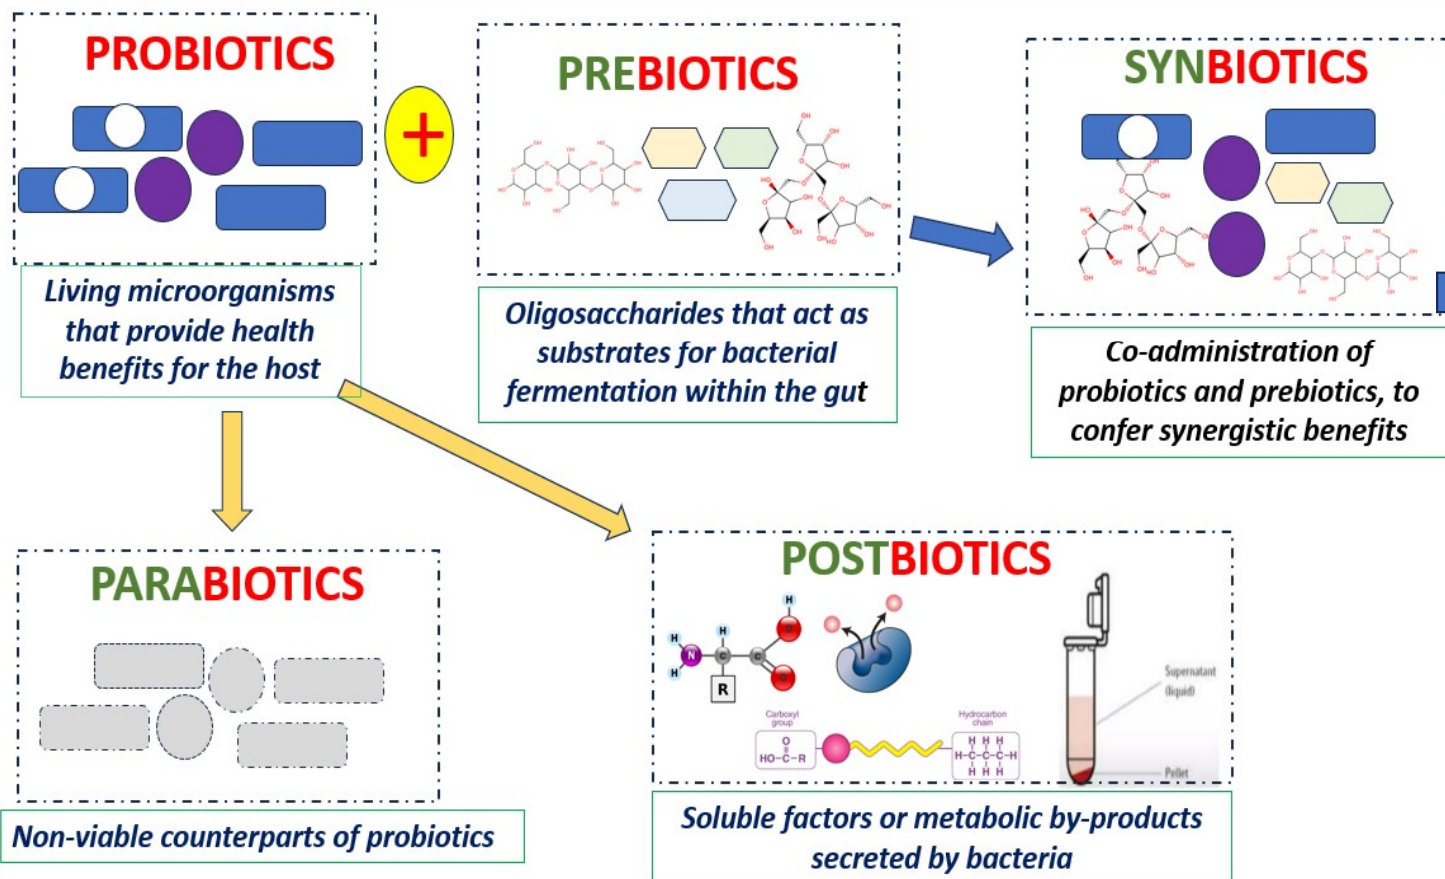 PROBIOTICS
+
PREBIOTICS
SYNBIOTICS
Living microorganisms
that provide health
benefits for the host
Oligosaccharides that act as
substrates for bacterial
fermentation within the gut
Co-administration of
probiotics and prebiotics, to
confer synergistic benefits
PARABIOTICS
Non-viable counterparts of probiotics
POSTBIOTICS
H
H
H
N
C
C
O
O
H
R
Carboxyl
group
O
HO-C-R
Hydrocarbon
chain
H H H
H-C-C-C-H
H H H
Supernatant
(liquid)
Pellet
Soluble factors or metabolic by-products
secreted by bacteria